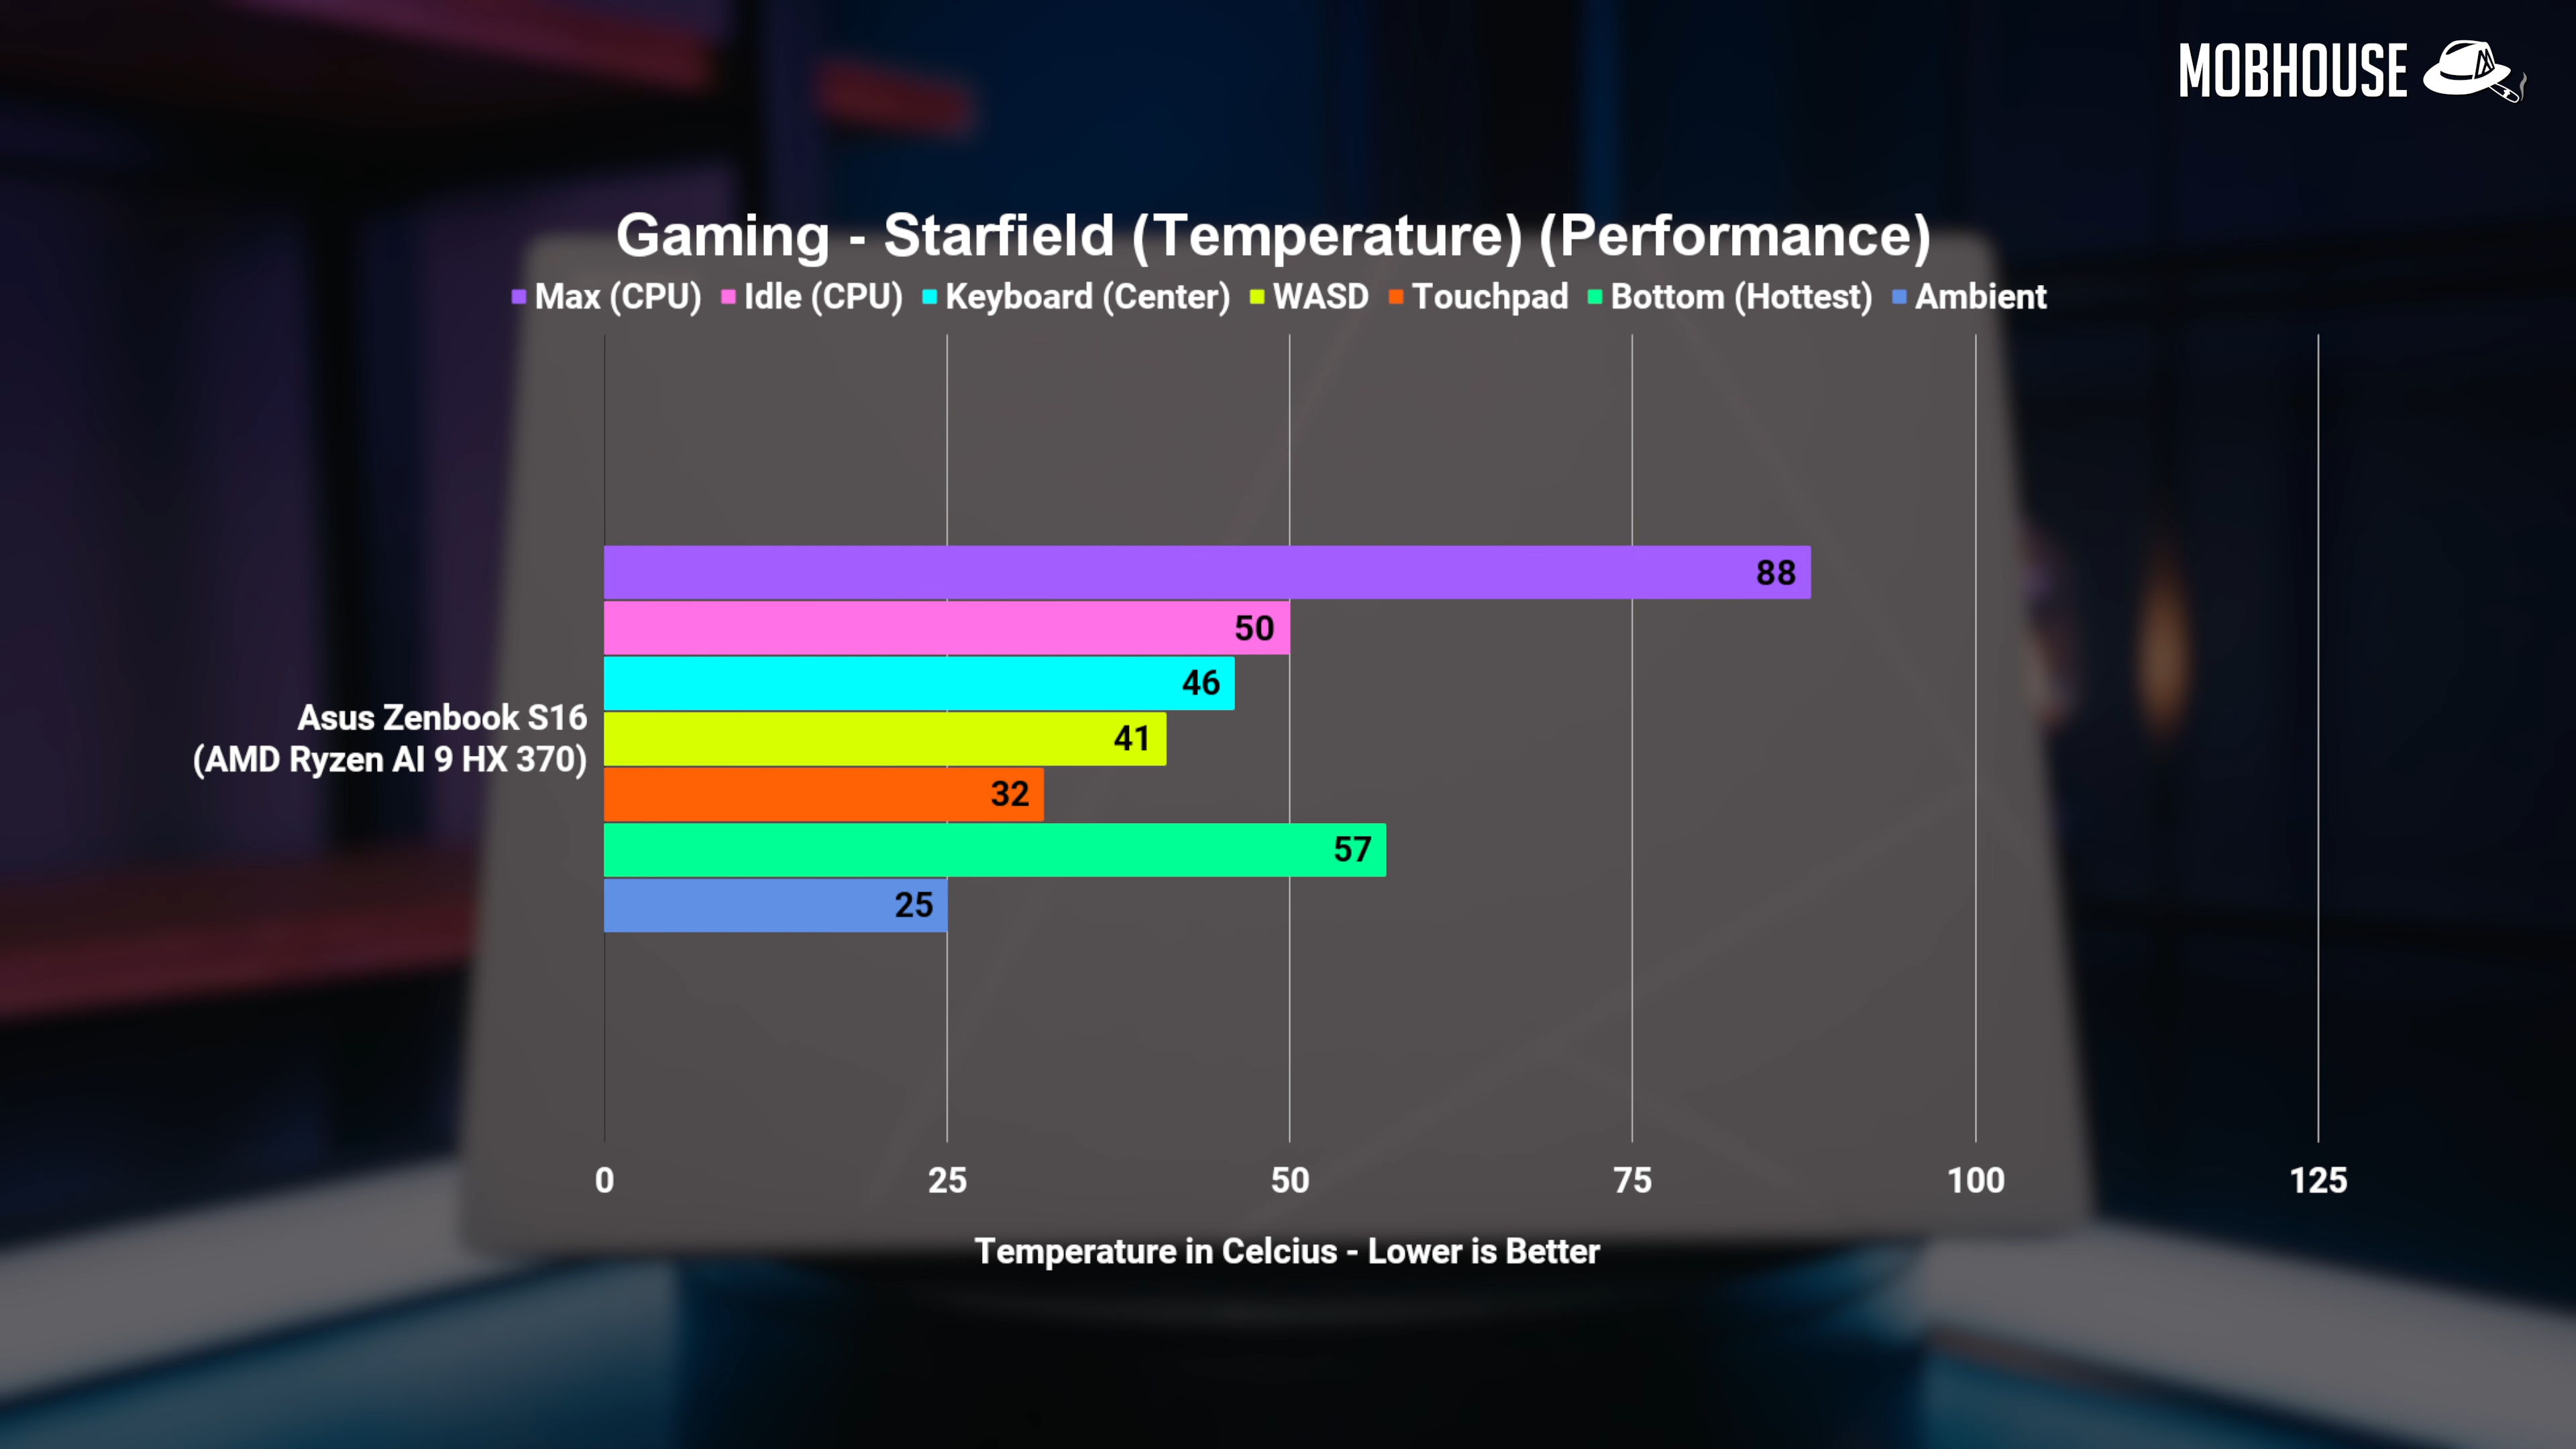 MOBHOUSE
Gaming - Starfield (Temperature) (Performance)
Max (CPU) Idle (CPU) Keyboard (Center) WASD Touchpad Bottom (Hottest) Ambient
88
50
46
Asus Zenbook S16
(AMD Ryzen AI 9 HX 370)
41
32
57
25
0 25 50 75 100 125
Temperature in Celcius - Lower is Better